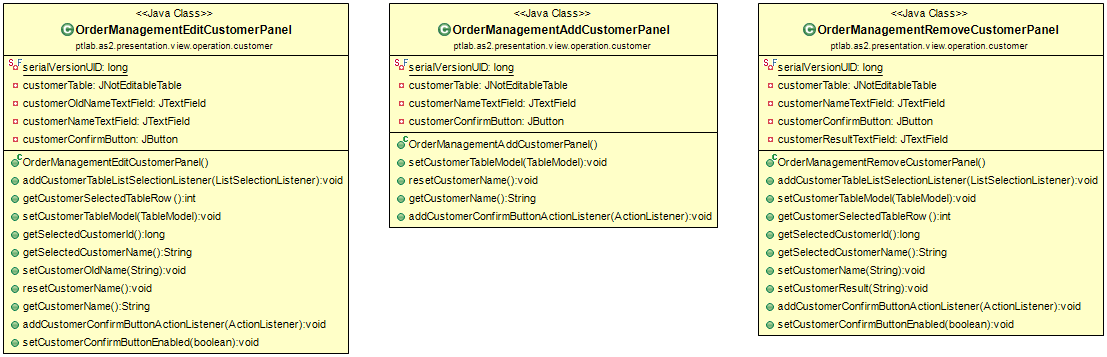 <<Java Class>>
OrderManagementEditCustomerPanel
ptlab.as2.presentation.view.operation.customer
serialVersionUID: long
customerTable: JNotEditableTable
customerOldNameTextField: JTextField
customerNameTextField: JTextField
customerConfirmButton: JButton
OrderManagementEditCustomerPanel()
addCustomerTableListSelectionListener(ListSelectionListener):void
getCustomerSelectedTableRow():int
setCustomerTableModel(TableModel):void
getSelectedCustomerId():long
getSelectedCustomerName():String
setCustomerOldName(String):void
resetCustomerName():void
getCustomerName():String
addCustomerConfirmButtonActionListener(ActionListener):void
setCustomerConfirmButtonEnabled(boolean):void
<<Java Class>>
OrderManagementAddCustomerPanel
ptlab.as2.presentation.view.operation.customer
serialVersionUID: long
customerTable: JNotEditableTable
customerNameTextField: JTextField
customerConfirmButton: JButton
OrderManagementAddCustomerPanel()
setCustomerTableModel(TableModel):void
resetCustomerName():void
getCustomerName():String
addCustomerConfirmButtonActionListener(ActionListener):void
<<Java Class>>
OrderManagementRemoveCustomerPanel
ptlab.as2.presentation.view.operation.customer
serialVersionUID: long
customerTable: JNotEditableTable
customerNameTextField: JTextField
customerConfirmButton: JButton
customerResultTextField: JTextField
OrderManagementRemoveCustomerPanel()
addCustomerTableListSelectionListener(ListSelectionListener):void
setCustomerTableModel(TableModel):void
getCustomerSelectedTableRow():int
getSelectedCustomerId():long
getSelectedCustomerName():String
setCustomerName(String):void
setCustomerResult(String):void
addCustomerConfirmButtonActionListener(ActionListener):void
setCustomerConfirmButtonEnabled(boolean):void